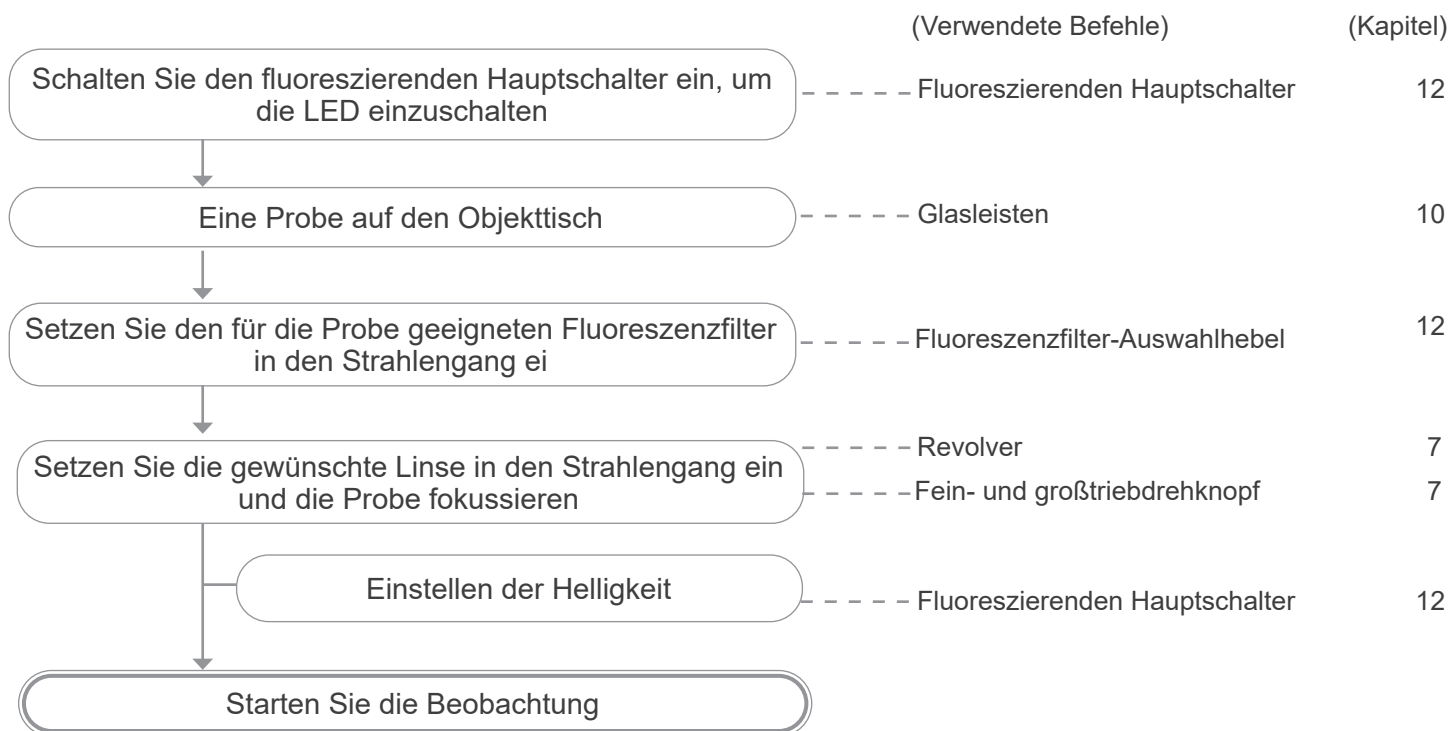 (Verwendete Befehle) (Kapitel)
Schalten Sie den fluoreszierenden Hauptschalter ein, um
die LED einzuschalten
Fluoreszierenden Hauptschalter 12
Eine Probe auf den Objekttisch
Glasleisten 10
Setzen Sie den für die Probe geeigneten Fluoreszenzfilter
in den Strahlengang ei
Fluoreszenzfilter-Auswahlhebel 12
Setzen Sie die gewünschte Linse in den Strahlengang ein
und die Probe fokussieren
Revolver 7
Fein- und großtriebdrehknopf 7
Einstellen der Helligkeit
Fluoreszierenden Hauptschalter 12
Starten Sie die Beobachtung